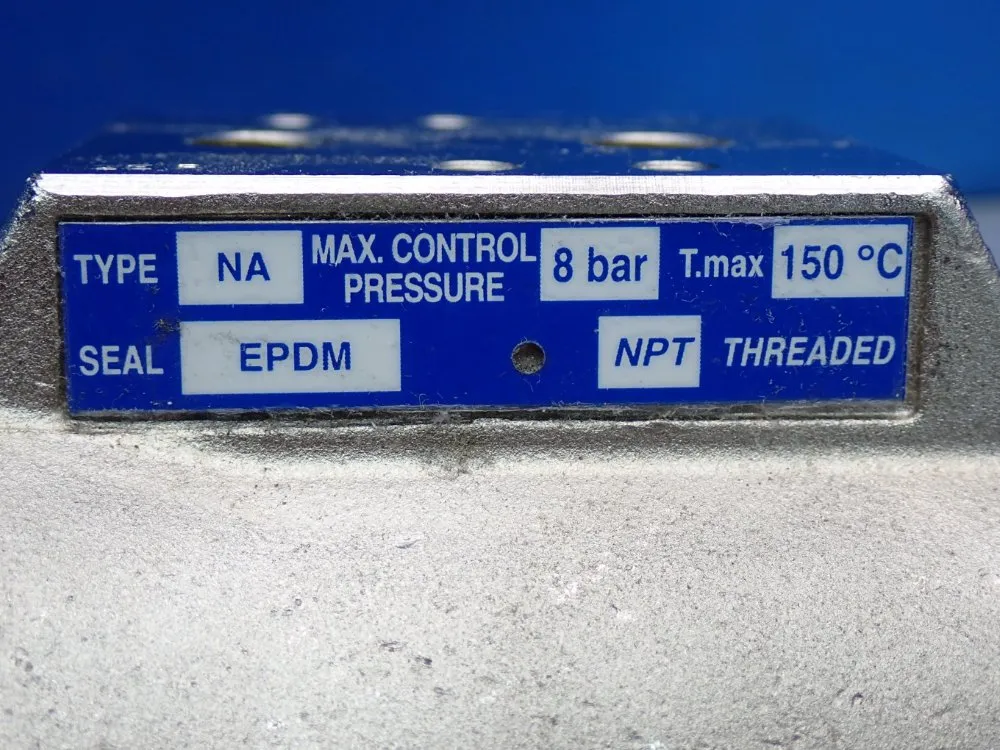 TYPE NA MAX. CONTROL PRESSURE 8 bar T.max 150 °C
SEAL EPDM NPT THREADED